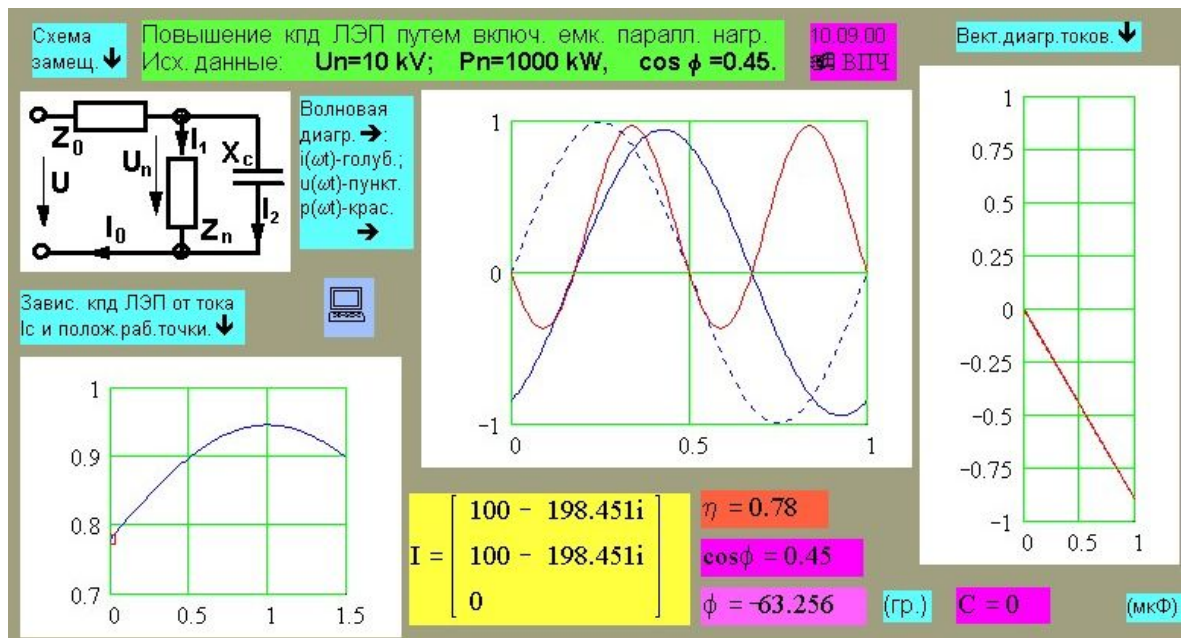 Схема
замещ.
Повышение кпд ЛЭП путем включ. емк. паралл. нагр.
Исх. данные: Un=10 kV; Pn=1000 kW, cos ϕ =0.45.
10.09.00
ВПЧ
Вект.диагр.токов.
Z0
U
Un
I1
Xc
I2
Zn
I0
Волновая
диагр. ➔:
i(ωt)-голуб.;
u(ωt)-пункт.
p(ωt)-крас.
➔
1
0
-1
0
0.5
1
1
0.75
0.5
0.25
0
-0.25
-0.5
-0.75
-1
0
0.5
1
Завис. кпд ЛЭП от тока
Ic и полож.раб.точки.
1
0.9
0.8
0.7
0
0.5
1
1.5
I =
100 - 198.451i
100 - 198.451i
0
η = 0.78
cosϕ = 0.45
ϕ = -63.256
(гр.)
C = 0
(мкФ)